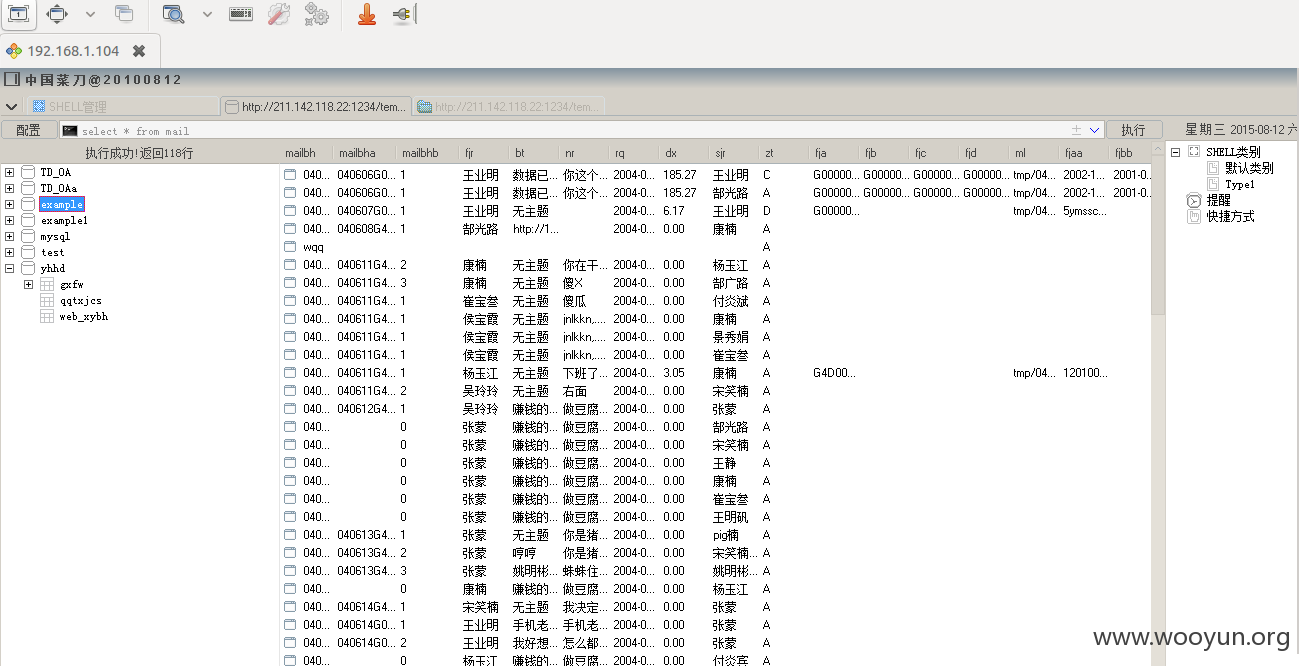 192.168.1.104
中国菜刀@20100812
SHELL管理 http://211.142.118.22:1234/tem... http://211.142.118.22:1234/tem...
配置 select * from mail 执行 星期三 2015-08-12 六
执行成功!返回118行
TD_OA
TD_OAa
example
example1
mysql
test
yhhd
gxfw
qqtxjcs
web_xybh
mailbh mailbha mailbhb fjr bt nr rq dx sjr zt fja fjb fjc fjd ml fjaa fjbb
040... 040606G0... 1 王业明 数据已... 你这个... 2004-0... 185.27 王业明 C G00000... G00000... G00000... G00000... tmp/04... 2002-1... 2001-0...
040... 040606G0... 1 王业明 数据已... 你这个... 2004-0... 185.27 郜光路 A G00000... G00000... G00000... G00000... tmp/04... 2002-1... 2001-0...
040... 040607G0... 1 王业明 无主题 2004-0... 6.17 王业明 D G00000... tmp/04... 5ymssc...
040... 040608G4... 1 郜光路 http://1... 2004-0... 0.00 康楠 A
wqq A
040... 040611G4... 2 康楠 无主题 你在干... 2004-0... 0.00 杨玉江 A
040... 040611G4... 3 康楠 无主题 傻X 2004-0... 0.00 郜广路 A
040... 040611G4... 1 崔宝誊 无主题 傻瓜 2004-0... 0.00 付炎斌 A
040... 040611G4... 1 侯宝霞 无主题 jnlkkn,... 2004-0... 0.00 康楠 A
040... 040611G4... 1 侯宝霞 无主题 jnlkkn,... 2004-0... 0.00 景秀娟 A
040... 040611G4... 1 侯宝霞 无主题 jnlkkn,... 2004-0... 0.00 崔宝誊 A
040... 040611G4... 1 杨玉江 无主题 下班了... 2004-0... 3.05 康楠 A G4D00... tmp/04... 120100...
040... 040611G4... 2 吴玲玲 无主题 右面 2004-0... 0.00 宋笑楠 A
040... 040612G4... 1 吴玲玲 赚钱的... 做豆腐... 2004-0... 0.00 张蒙 A
040... 0 张蒙 赚钱的... 做豆腐... 2004-0... 0.00 郜光路 A
040... 0 张蒙 赚钱的... 做豆腐... 2004-0... 0.00 宋笑楠 A
040... 0 张蒙 赚钱的... 做豆腐... 2004-0... 0.00 王静 A
040... 0 张蒙 赚钱的... 做豆腐... 2004-0... 0.00 康楠 A
040... 0 张蒙 赚钱的... 做豆腐... 2004-0... 0.00 崔宝誊 A
040... 0 张蒙 赚钱的... 做豆腐... 2004-0... 0.00 王明矾 A
040... 040613G4... 1 张蒙 无主题 你是猪... 2004-0... 0.00 pig楠 A
040... 040613G4... 2 张蒙 哼哼 你是猪... 2004-0... 0.00 宋笑楠... A
040... 040613G4... 3 张蒙 姚明彬... 蛛蛛住... 2004-0... 0.00 姚明彬... A
040... 0 康楠 赚钱的... 做豆腐... 2004-0... 0.00 杨玉江 A
040... 040614G4... 1 宋笑楠 无主题 我决定... 2004-0... 0.00 张蒙 A
040... 040614G0... 1 王业明 手机老... 手机老... 2004-0... 0.00 张蒙 A
040... 040614G0... 2 王业明 我好想... 怎么都... 2004-0... 0.00 张蒙 A
040... 0 杨玉江 赚钱的... 做豆腐... 2004-0... 0.00 付炎宾 A
SHELL类别
默认类别
Type1
提醒
快捷方式
www.wooyun.org